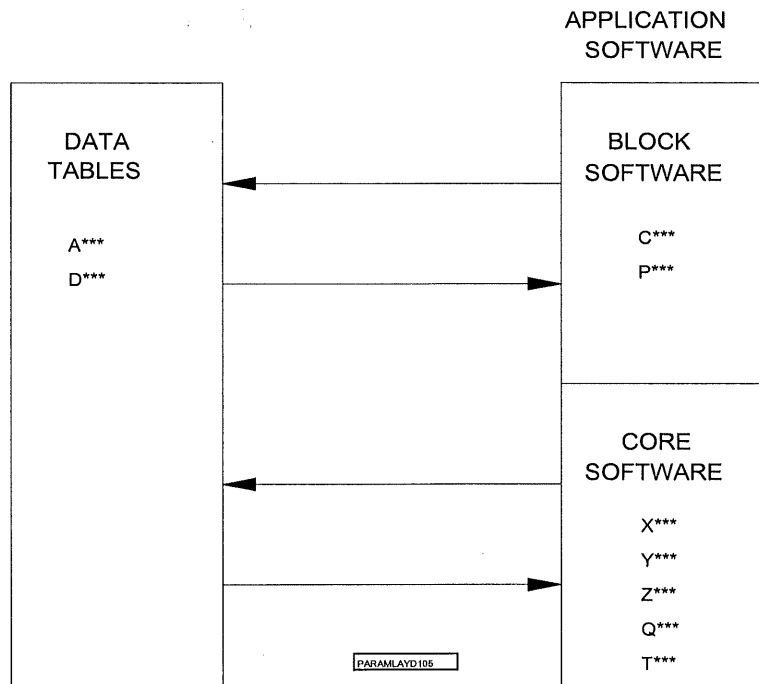 APPLICATION
SOFTWARE
DATA
TABLES
A***
D***
BLOCK
SOFTWARE
C***
P***
CORE
SOFTWARE
X***
Y***
Z***
Q***
T***
PARAMLAYD105